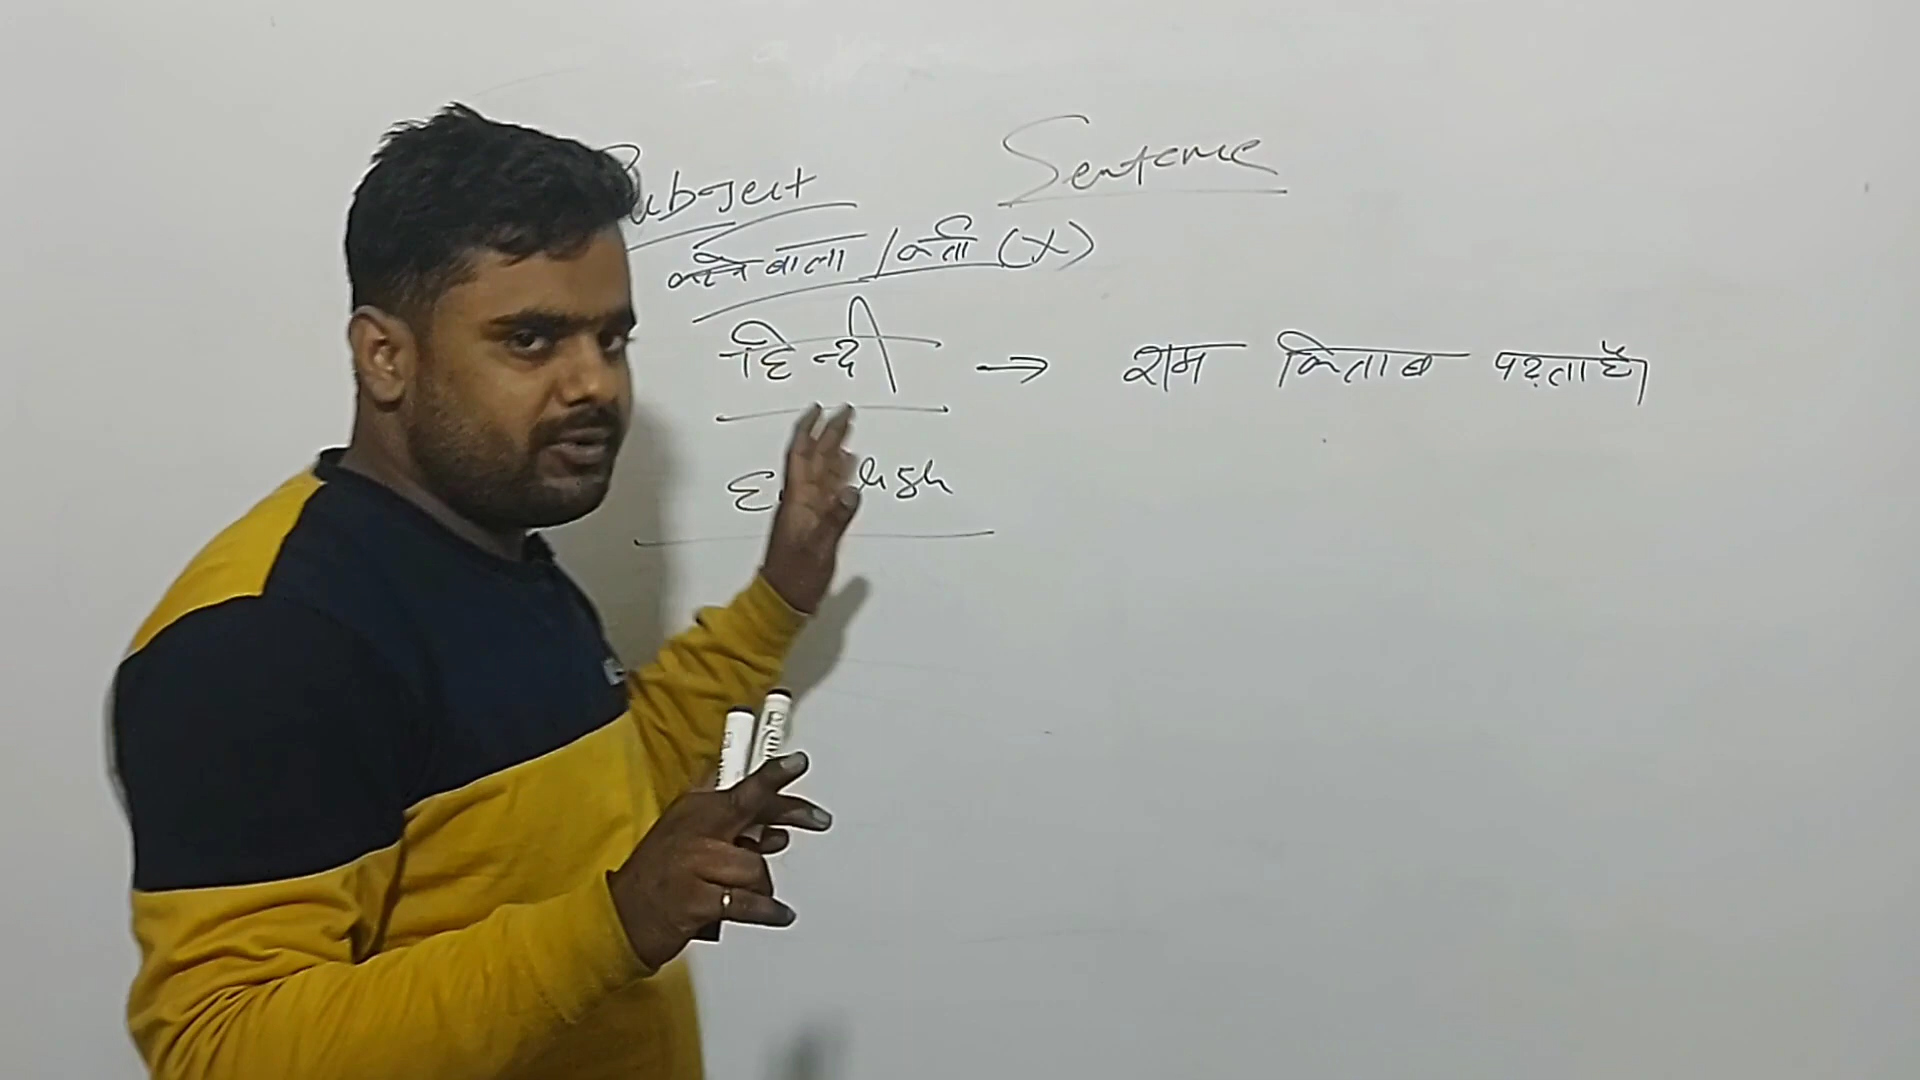 Subject Sentence
करने वाला / कर्ता (X)
हिन्दी → राम किताब पढ़ता है।
English